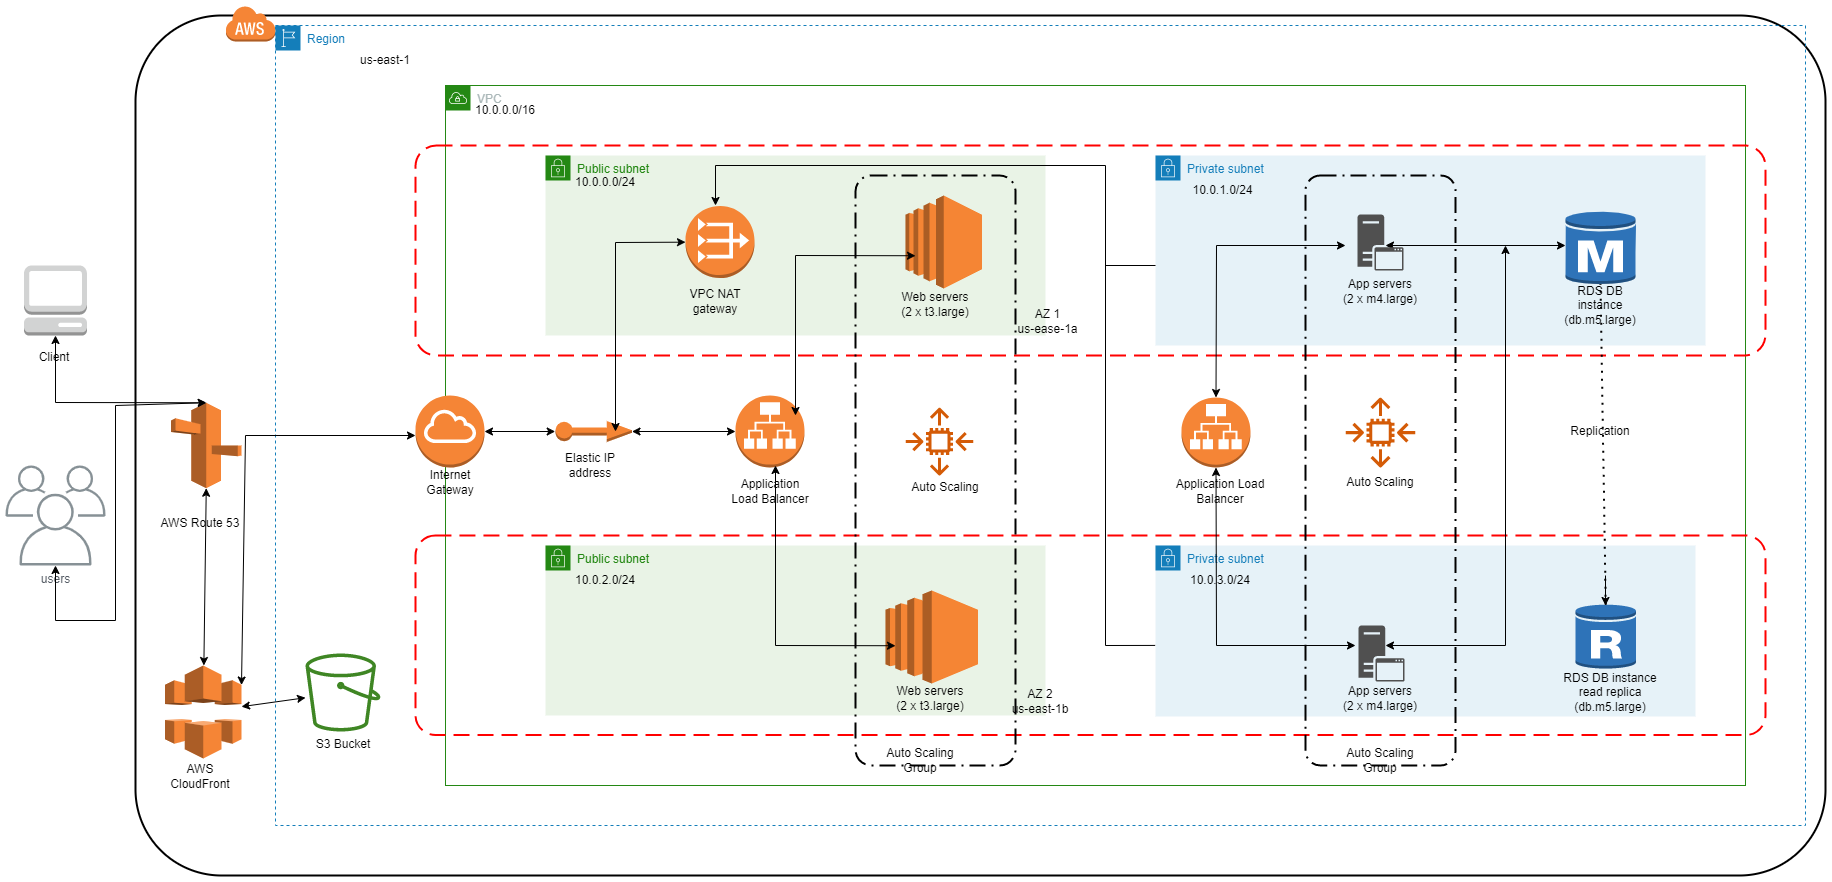 AWS
Region
us-east-1
VPC
10.0.0.0/16
Public subnet
10.0.0.0/24
VPC NAT
gateway
Web servers
(2 x t3.large)
AZ 1
us-ease-1a
Private subnet
10.0.1.0/24
App servers
(2 x m4.large)
M
RDS DB
instance
(db.m5.large)
Client
users
AWS Route 53
Internet
Gateway
Elastic IP
address
Application
Load Balancer
Auto Scaling
Application Load
Balancer
Auto Scaling
Replication
Public subnet
10.0.2.0/24
Web servers
(2 x t3.large)
AZ 2
us-east-1b
Auto Scaling
Group
Private subnet
10.0.3.0/24
App servers
(2 x m4.large)
Auto Scaling
Group
R
RDS DB instance
read replica
(db.m5.large)
S3 Bucket
AWS
CloudFront